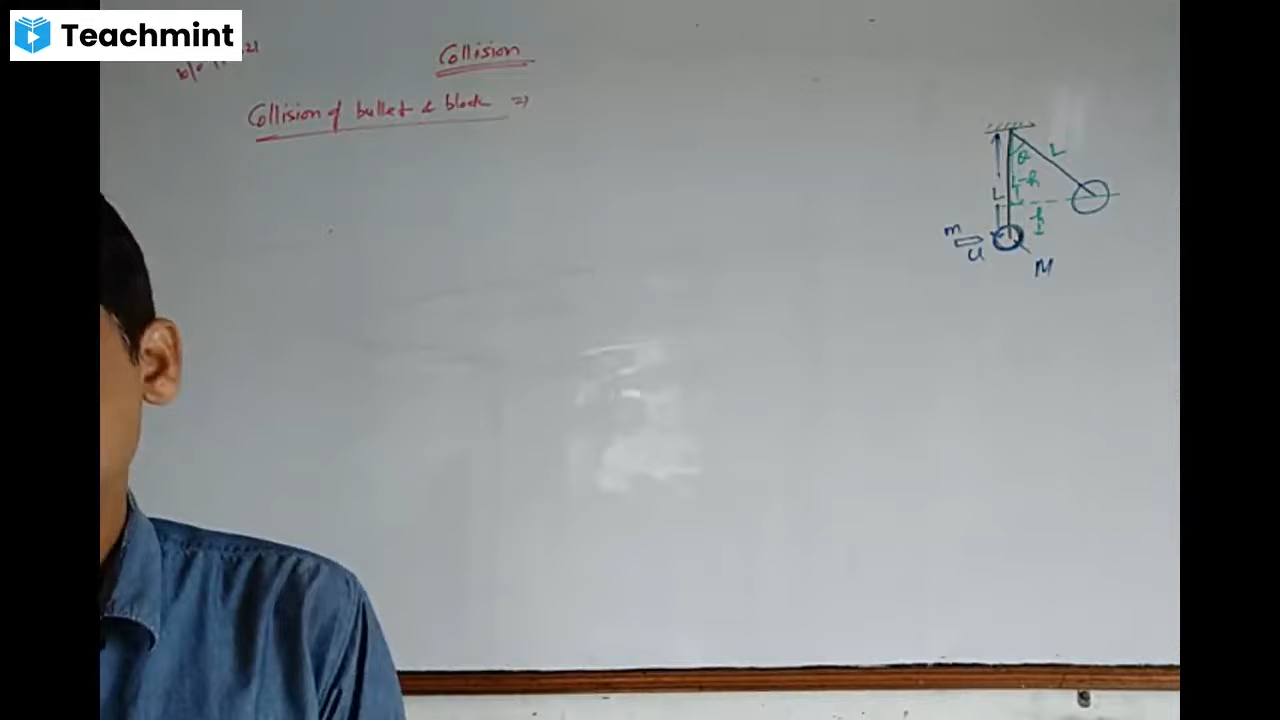 Teachmint
Collision
Collision of bullet & block ⇒
θ
L
L-h
L
h
m
u
M